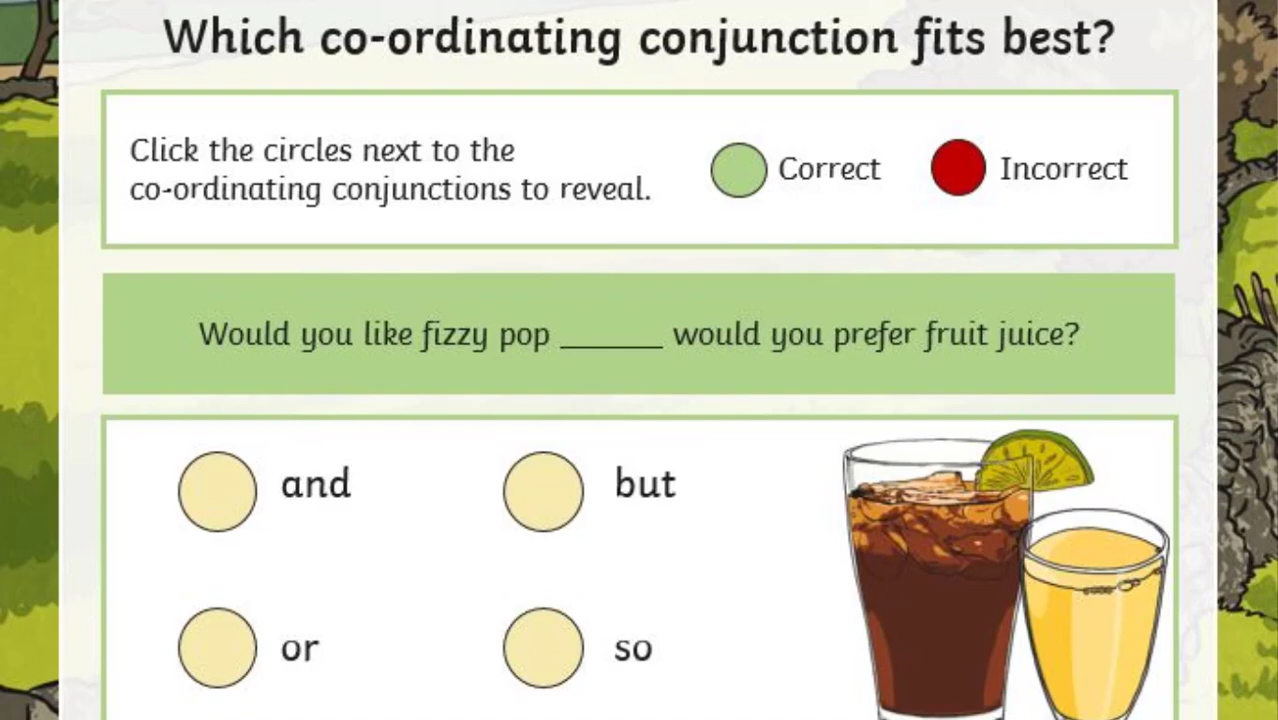 Which co-ordinating conjunction fits best?
Click the circles next to the
co-ordinating conjunctions to reveal.
Correct
Incorrect
Would you like fizzy pop ______ would you prefer fruit juice?
and
but
or
so